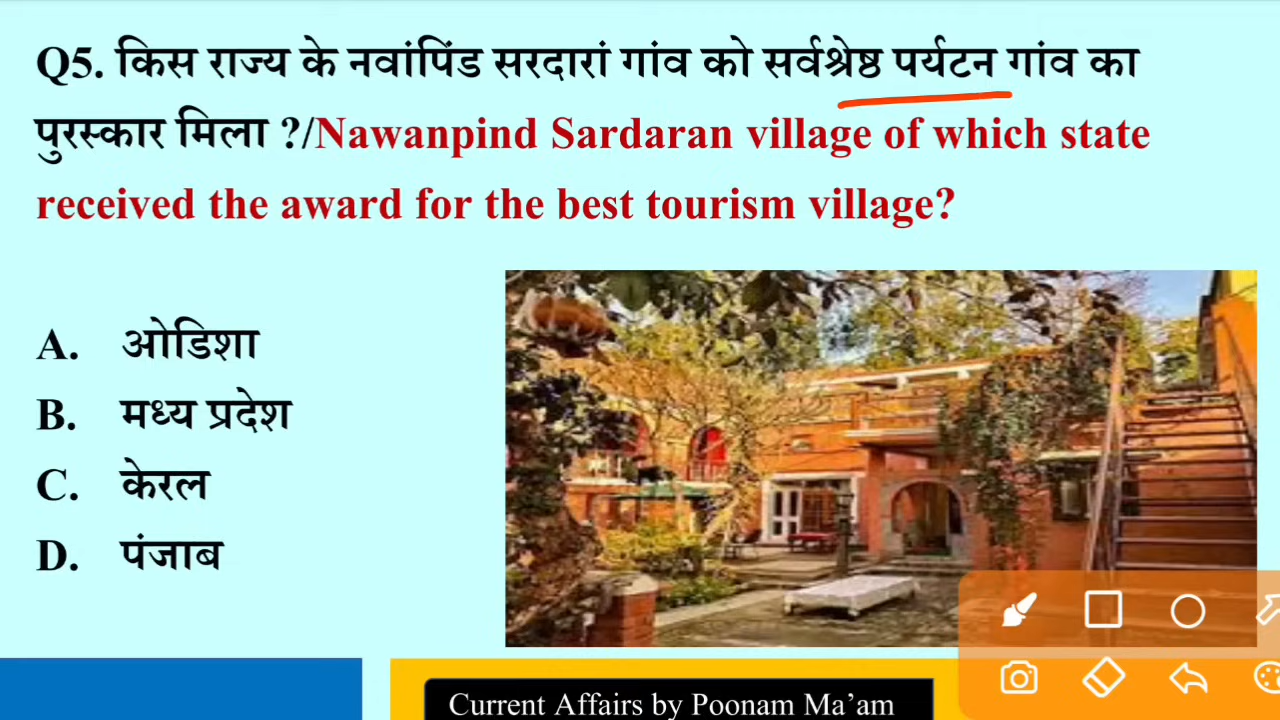 Q5. किस राज्य के नवांपिंड सरदारां गांव को सर्वश्रेष्ठ पर्यटन गांव का
पुरस्कार मिला ?/Nawanpind Sardaran village of which state
received the award for the best tourism village?
A. ओडिशा
B. मध्य प्रदेश
C. केरल
D. पंजाब
Current Affairs by Poonam Ma’am